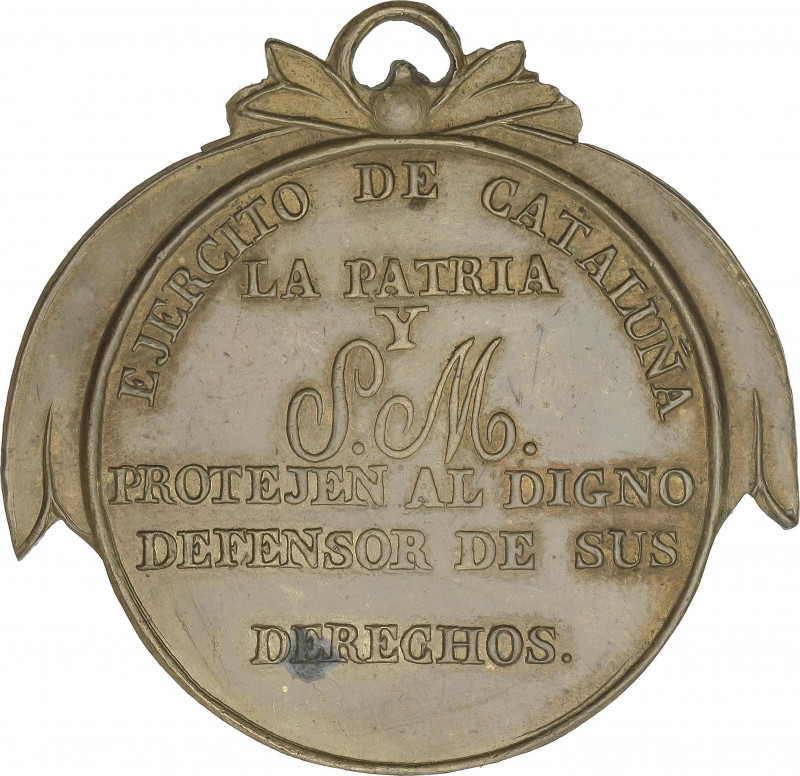 EJERCITO DE CATALUÑA
LA PATRIA
Y
S. M.
PROTEJEN AL DIGNO
DEFENSOR DE SUS
DERECHOS.